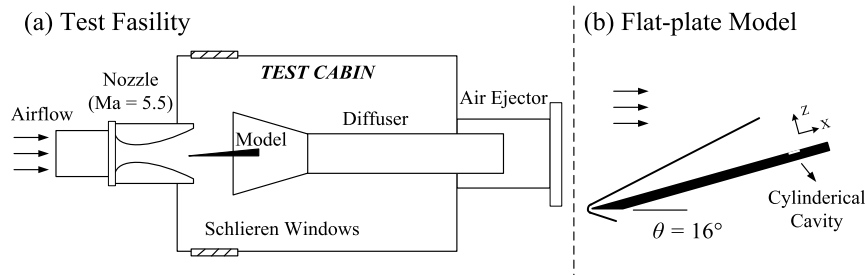 (a) Test Fasility
Nozzle
(Ma = 5.5)
Airflow
TEST CABIN
Air Ejector
Diffuser
Model
Schlieren Windows
(b) Flat-plate Model
z
x
Cylinderical
Cavity
θ = 16°